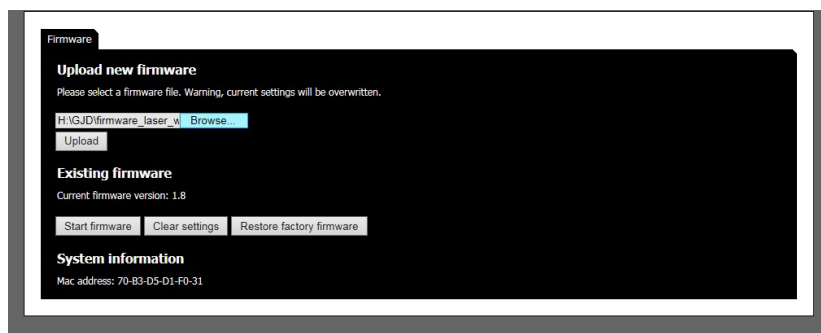 Firmware
Upload new firmware
Please select a firmware file. Warning, current settings will be overwritten.
H:\GJD\firmware_laser_w Browse...
Upload
Existing firmware
Current firmware version: 1.8
Start firmware Clear settings Restore factory firmware
System information
Mac address: 70-B3-D5-D1-F0-31